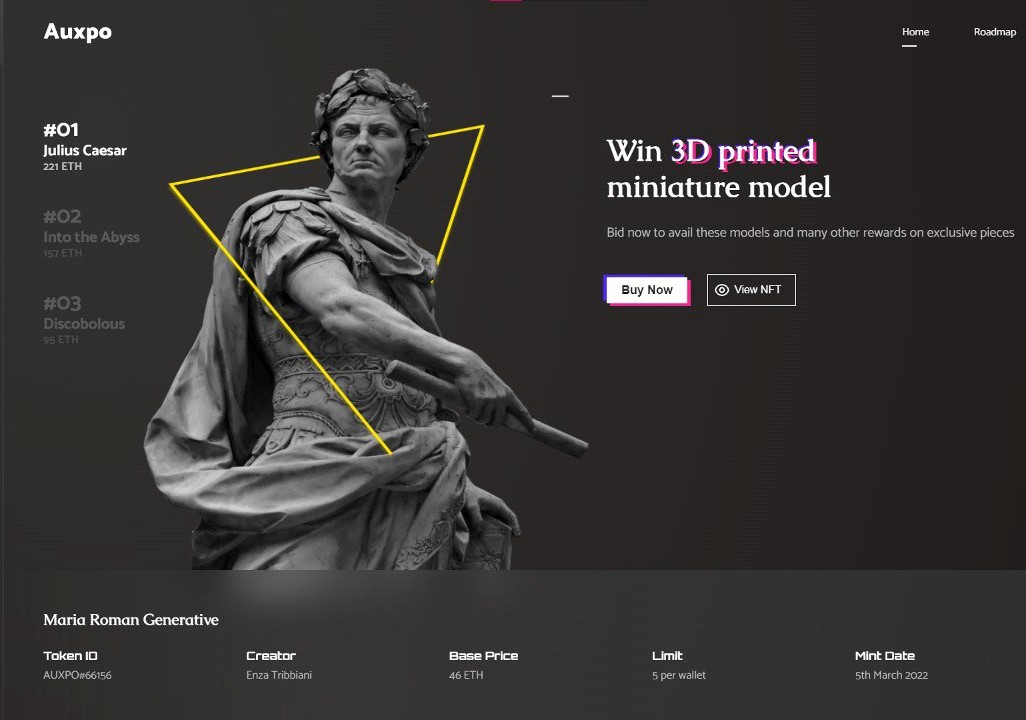 Auxpo
Home
Roadmap
#01
Julius Caesar
221 ETH
#02
Into the Abyss
157 ETH
#03
Discobolous
95 ETH
Win 3D printed
miniature model
Bid now to avail these models and many other rewards on exclusive pieces
Buy Now
View NFT
Maria Roman Generative
Token ID
AUXPO#66156
Creator
Enza Tribbiani
Base Price
46 ETH
Limit
5 per wallet
Mint Date
5th March 2022